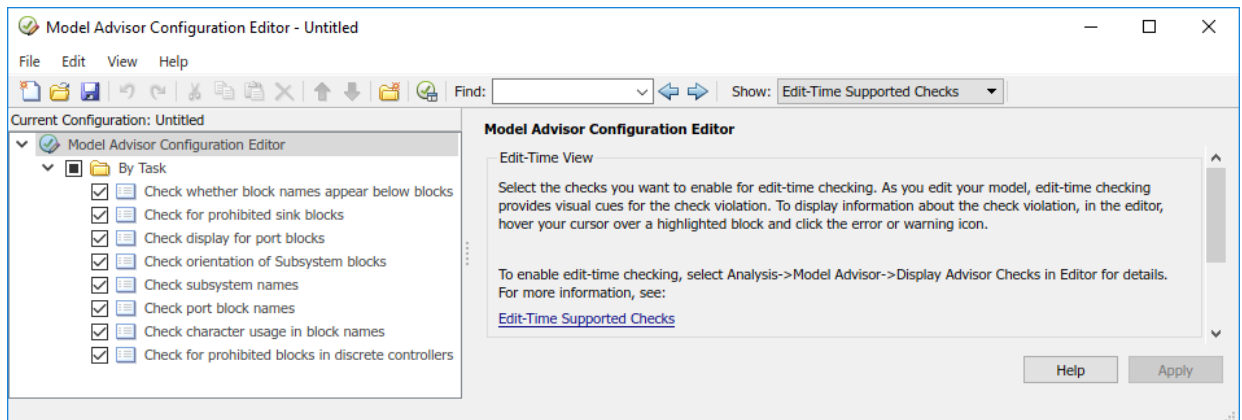 Model Advisor Configuration Editor - Untitled
File Edit View Help
Find: Show: Edit-Time Supported Checks
Current Configuration: Untitled
Model Advisor Configuration Editor
By Task
Check whether block names appear below blocks
Check for prohibited sink blocks
Check display for port blocks
Check orientation of Subsystem blocks
Check subsystem names
Check port block names
Check character usage in block names
Check for prohibited blocks in discrete controllers
Model Advisor Configuration Editor
Edit-Time View
Select the checks you want to enable for edit-time checking. As you edit your model, edit-time checking
provides visual cues for the check violation. To display information about the check violation, in the editor,
hover your cursor over a highlighted block and click the error or warning icon.
To enable edit-time checking, select Analysis->Model Advisor->Display Advisor Checks in Editor for details.
For more information, see:
Edit-Time Supported Checks
Help Apply